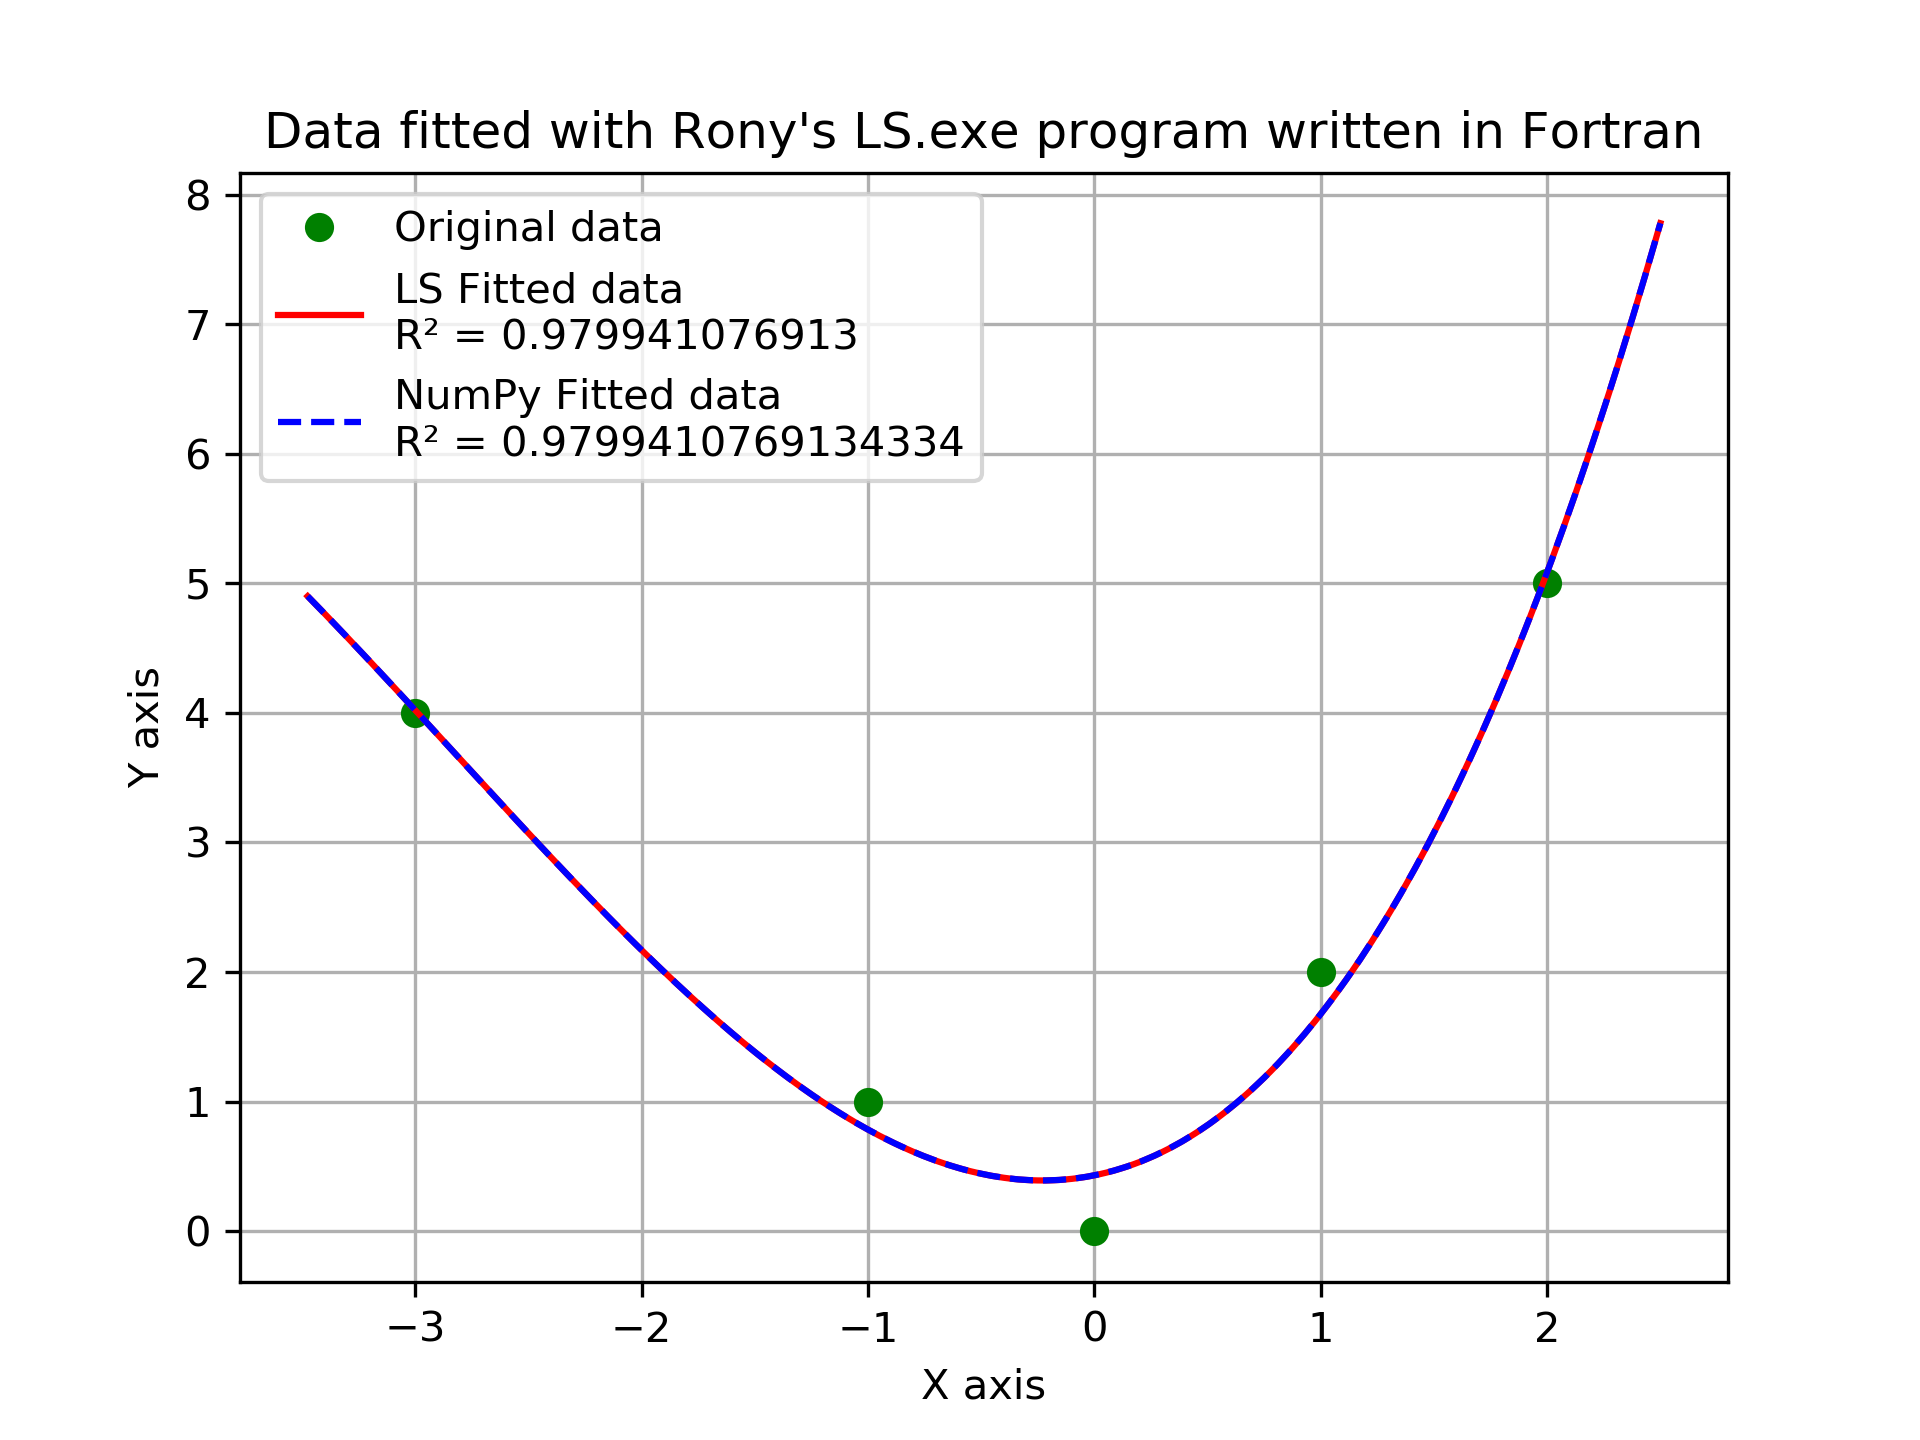 Data fitted with Rony's LS.exe program written in Fortran
Original data
LS Fitted data
R² = 0.979941076913
NumPy Fitted data
R² = 0.9799410769134334
8
7
6
5
4
3
2
1
0
Y axis
−3 −2 −1 0 1 2
X axis